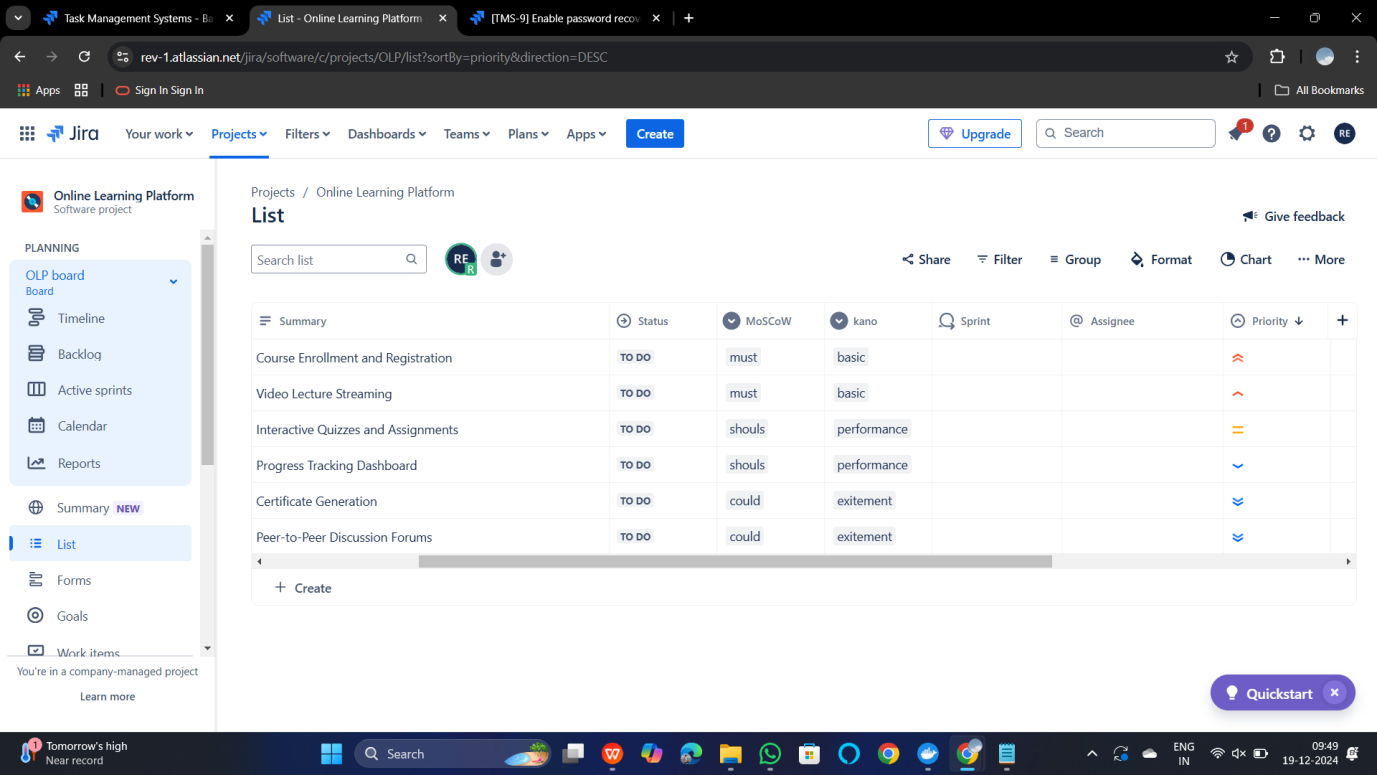 Task Management Systems - Ba
List - Online Learning Platform
[TMS-9] Enable password recov
rev-1.atlassian.net/jira/software/c/projects/OLP/list?sortBy=priority&direction=DESC
Apps
Sign In Sign In
All Bookmarks
Jira
Your work
Projects
Filters
Dashboards
Teams
Plans
Apps
Create
Upgrade
Search
1
RE
Online Learning Platform
Software project
PLANNING
OLP board
Board
Timeline
Backlog
Active sprints
Calendar
Reports
Summary NEW
List
Forms
Goals
Work items
You're in a company-managed project
Learn more
Projects / Online Learning Platform
List
Give feedback
Search list
RE
R
Share
Filter
Group
Format
Chart
More
Summary Status MoSCoW kano Sprint Assignee Priority
Course Enrollment and Registration TO DO must basic
Video Lecture Streaming TO DO must basic
Interactive Quizzes and Assignments TO DO shouls performance
Progress Tracking Dashboard TO DO shouls performance
Certificate Generation TO DO could exitement
Peer-to-Peer Discussion Forums TO DO could exitement
+ Create
Quickstart
1
Tomorrow's high
Near record
Search
ENG
IN
09:49
19-12-2024